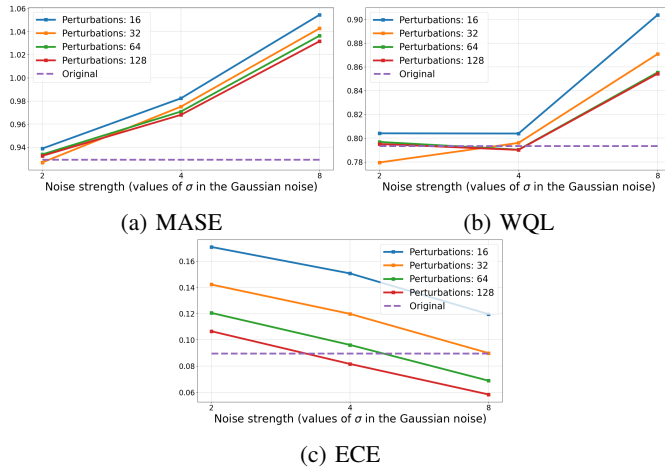 1.06
1.04
1.02
1.00
0.98
0.96
0.94
Perturbations: 16
Perturbations: 32
Perturbations: 64
Perturbations: 128
Original
2
4
8
Noise strength (values of σ in the Gaussian noise)
(a) MASE
0.90
0.88
0.86
0.84
0.82
0.80
0.78
Perturbations: 16
Perturbations: 32
Perturbations: 64
Perturbations: 128
Original
2
4
8
Noise strength (values of σ in the Gaussian noise)
(b) WQL
0.16
0.14
0.12
0.10
0.08
0.06
Perturbations: 16
Perturbations: 32
Perturbations: 64
Perturbations: 128
Original
2
4
8
Noise strength (values of σ in the Gaussian noise)
(c) ECE